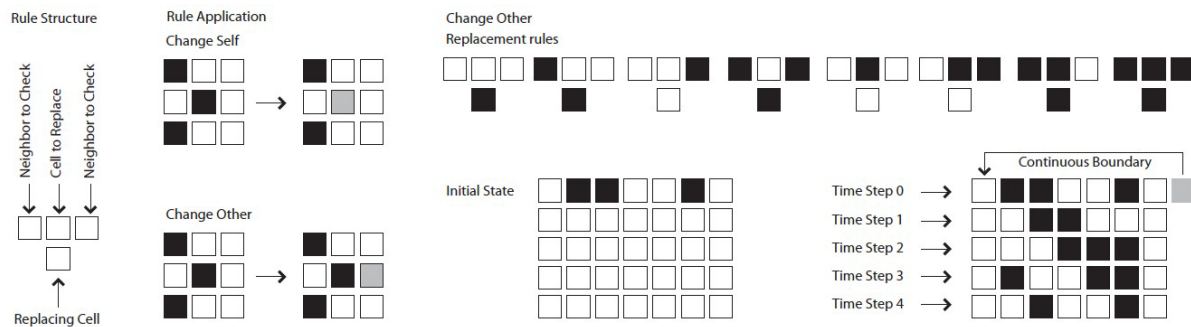 Rule Structure
Neighbor to Check
Cell to Replace
Neighbor to Check
Replacing Cell
Rule Application
Change Self
Change Other
Change Other
Replacement rules
Initial State
Continuous Boundary
Time Step 0
Time Step 1
Time Step 2
Time Step 3
Time Step 4